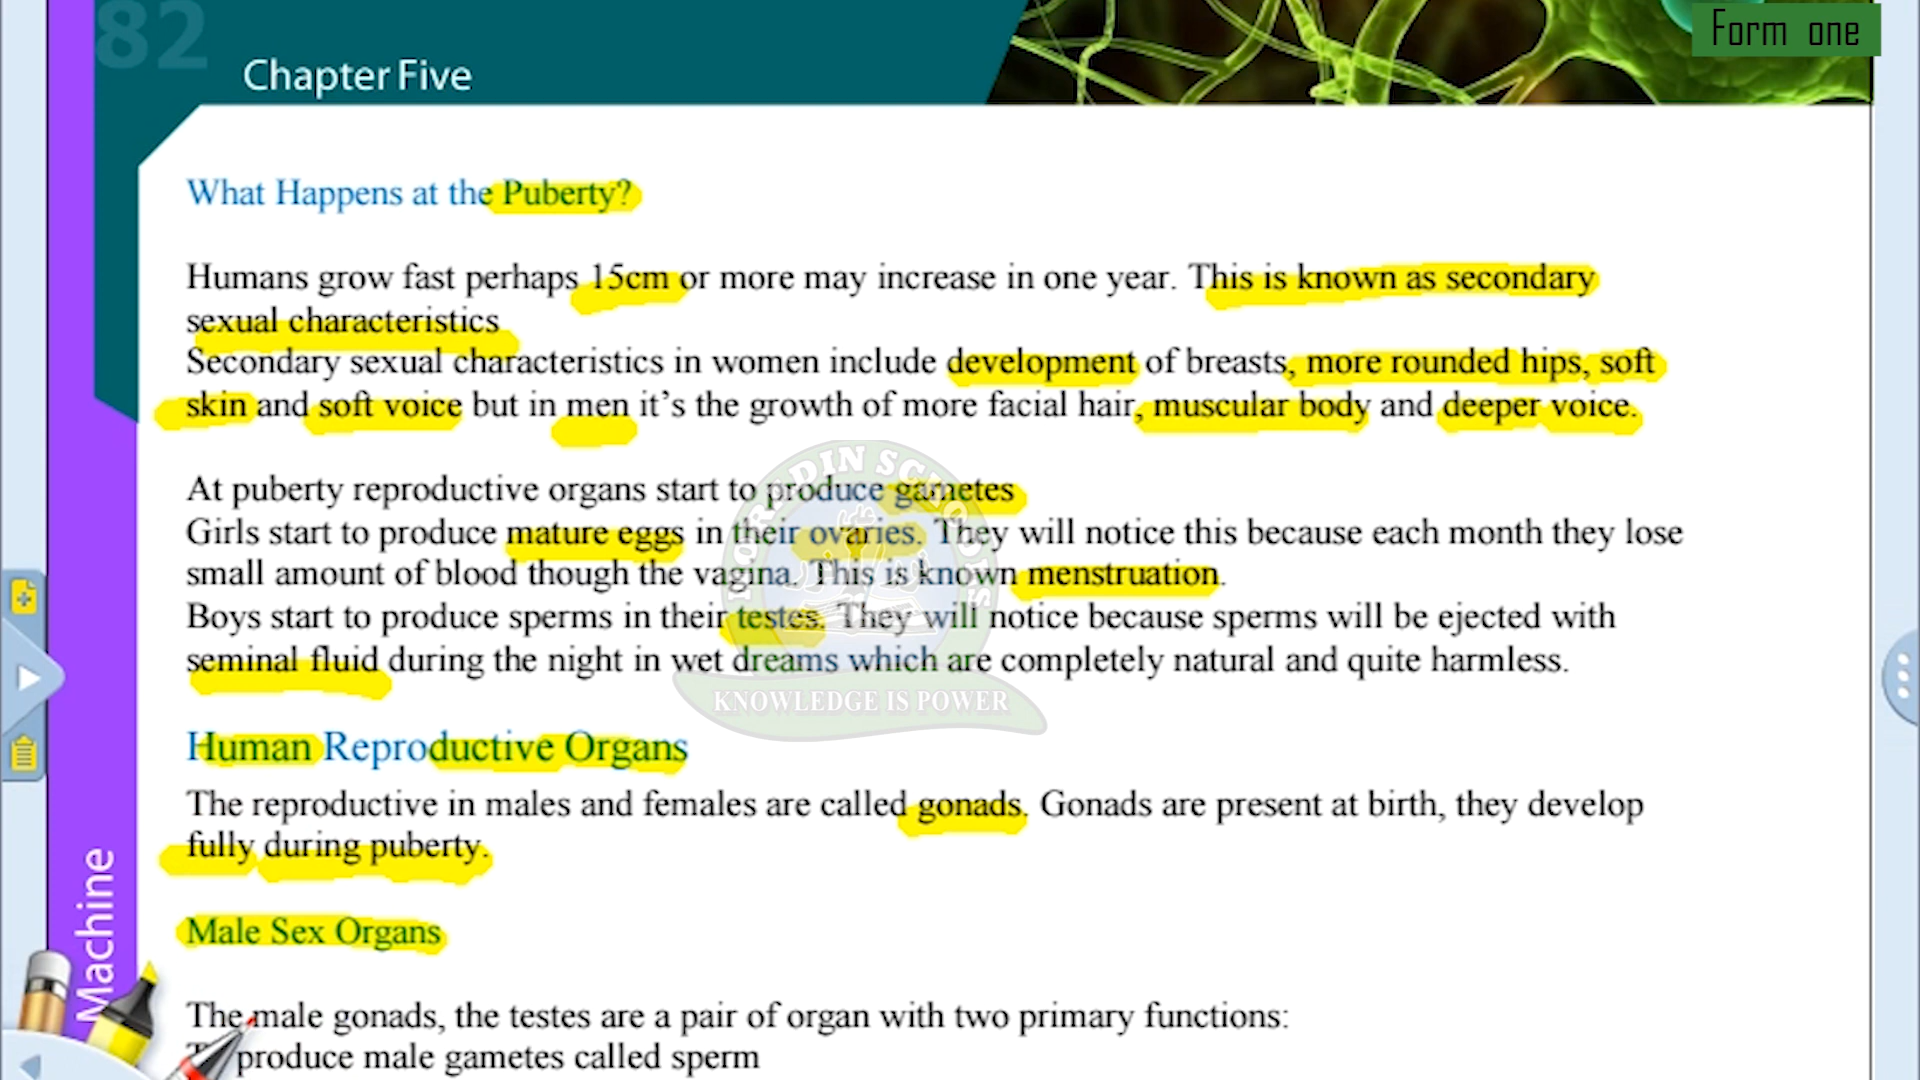 82
Form one
Chapter Five
What Happens at the Puberty?
Humans grow fast perhaps 15cm or more may increase in one year. This is known as secondary
sexual characteristics
Secondary sexual characteristics in women include development of breasts, more rounded hips, soft
skin and soft voice but in men it’s the growth of more facial hair, muscular body and deeper voice.
At puberty reproductive organs start to produce gametes
Girls start to produce mature eggs in their ovaries. They will notice this because each month they lose
small amount of blood though the vagina. This is known menstruation.
Boys start to produce sperms in their testes. They will notice because sperms will be ejected with
seminal fluid during the night in wet dreams which are completely natural and quite harmless.
KNOWLEDGE IS POWER
Human Reproductive Organs
The reproductive in males and females are called gonads. Gonads are present at birth, they develop
fully during puberty.
Male Sex Organs
The male gonads, the testes are a pair of organ with two primary functions:
produce male gametes called sperm
Machine